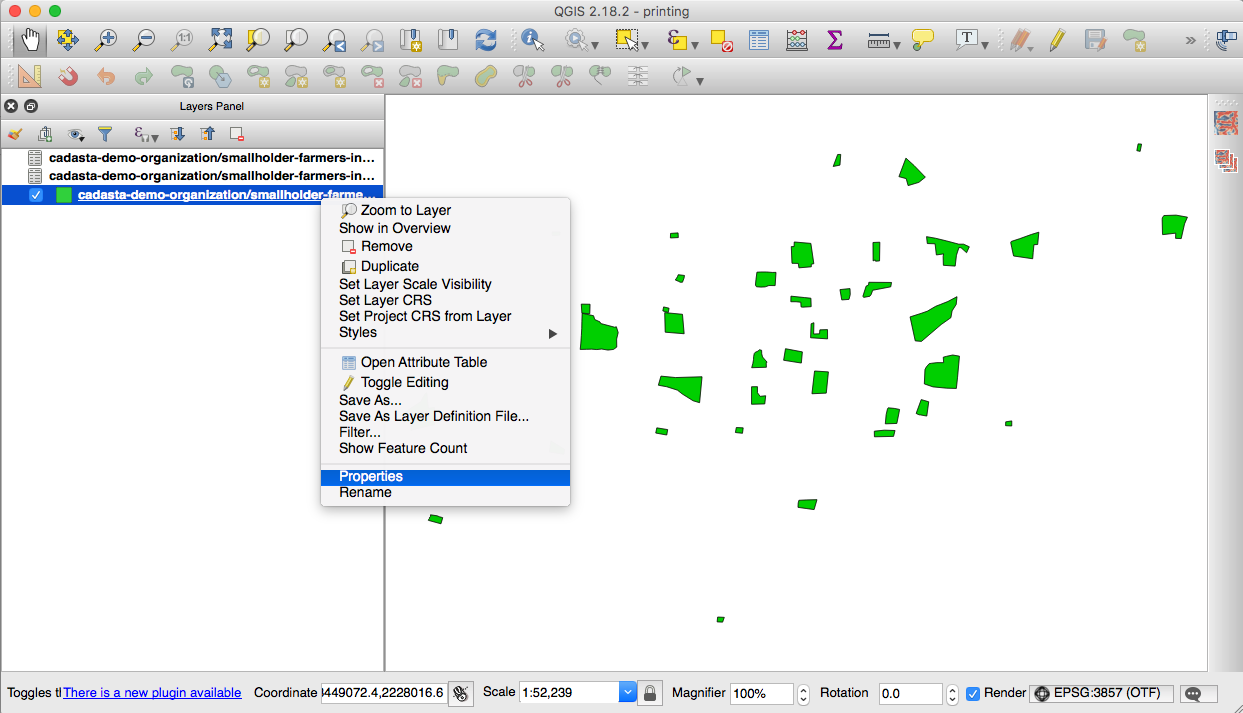 QGIS 2.18.2 - printing
1:1
T
Layers Panel
cadasta-demo-organization/smallholder-farmers-in...
cadasta-demo-organization/smallholder-farmers-in...
cadasta-demo-organization/smallholder-farme...
Zoom to Layer
Show in Overview
Remove
Duplicate
Set Layer Scale Visibility
Set Layer CRS
Set Project CRS from Layer
Styles
Open Attribute Table
Toggle Editing
Save As...
Save As Layer Definition File...
Filter...
Show Feature Count
Properties
Rename
Toggles There is a new plugin available Coordinate 449072.4,2228016.6 Scale 1:52,239 Magnifier 100% Rotation 0.0 Render EPSG:3857 (OTF)